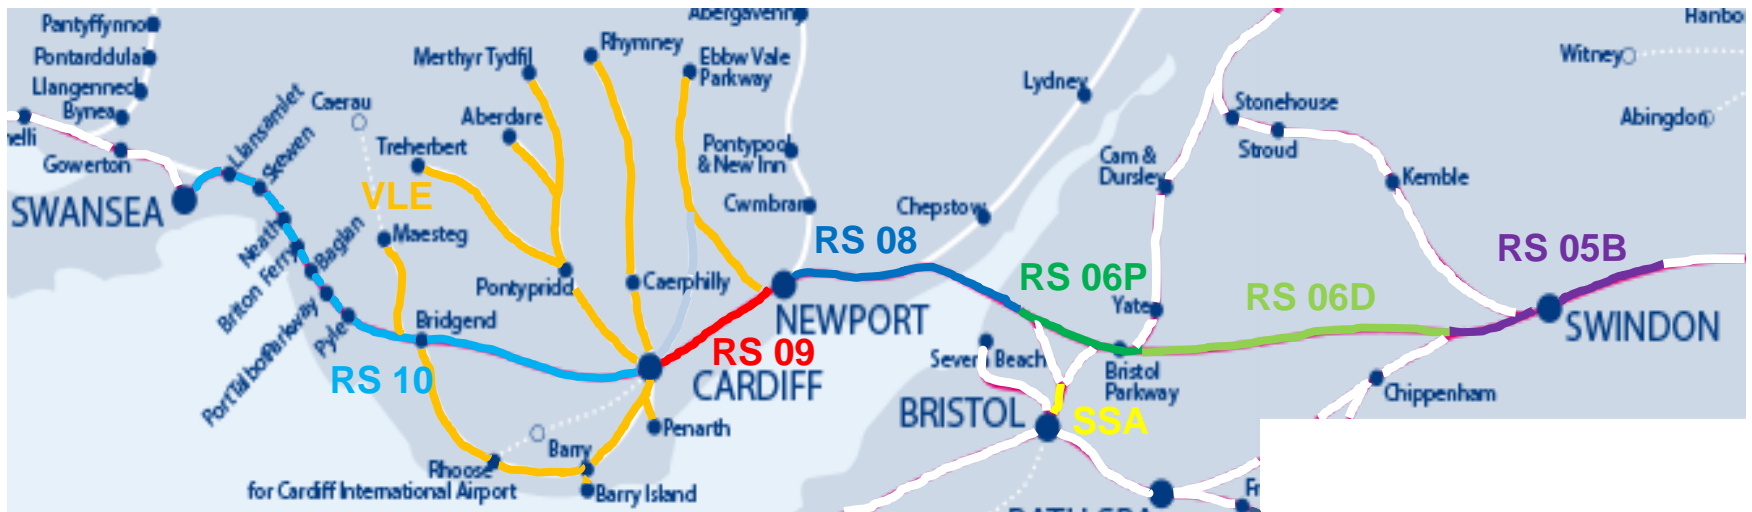 Pantyffynnon
Pontarddulais
Llangennech
Bynea
nelli
Gowerton
SWANSEA
Llansamlet
Skewen
Neath
Briton Ferry
Baglan
Port Talbot Parkway
Pyle
Caerau
Treherbert
VLE
Maesteg
Bridgend
RS 10
Merthyr Tydfil
Aberdare
Pontypridd
Rhymney
Caerphilly
Ebbw Vale
Parkway
Abergavenny
Pontypool
& New Inn
Cwmbran
NEWPORT
RS 09
CARDIFF
Penarth
Barry
Barry Island
Rhoose
for Cardiff International Airport
Lydney
Chepstow
RS 08
RS 06P
Severn Beach
BRISTOL
SSA
Bristol
Parkway
Yate
Cam &
Dursley
Stonehouse
Stroud
Kemble
RS 06D
RS 05B
SWINDON
Chippenham
Witney
Abingdon
Hanbo
BATH SPA
Fr